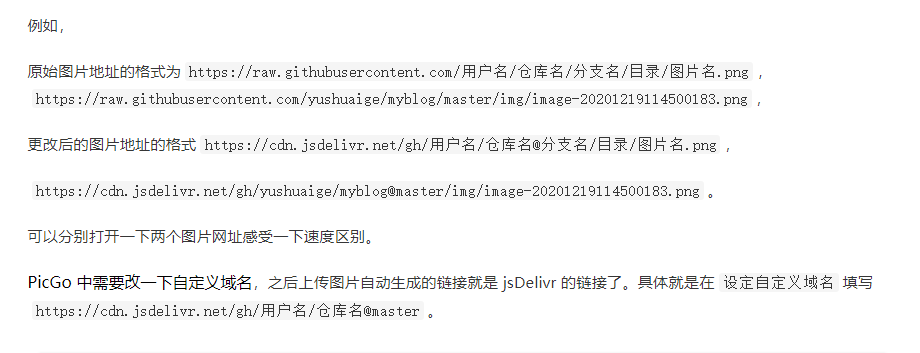 例如，
原始图片地址的格式为 https://raw.githubusercontent.com/用户名/仓库名/分支名/目录/图片名.png ，
https://raw.githubusercontent.com/yushuaige/myblog/master/img/image-20201219114500183.png ，
更改后的图片地址的格式 https://cdn.jsdelivr.net/gh/用户名/仓库名@分支名/目录/图片名.png ，
https://cdn.jsdelivr.net/gh/yushuaige/myblog@master/img/image-20201219114500183.png 。
可以分别打开一下两个图片网址感受一下速度区别。
PicGo 中需要改一下自定义域名，之后上传图片自动生成的链接就是 jsDelivr 的链接了。具体就是在 设定自定义域名 填写
https://cdn.jsdelivr.net/gh/用户名/仓库名@master 。